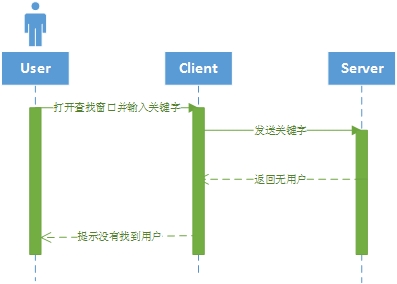 User
Client
Server
打开查找窗口并输入关键字
发送关键字
返回无用户
提示没有找到用户